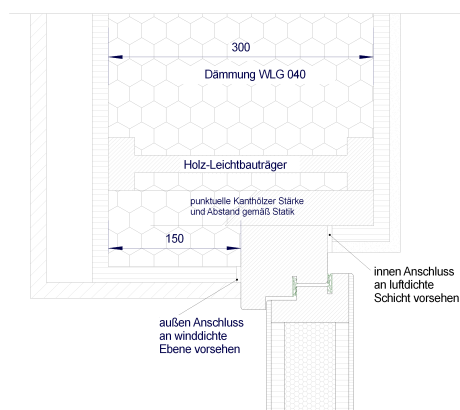 300
Dämmung WLG 040
Holz-Leichtbauträger
punktuelle Kanthölzer Stärke
und Abstand gemäß Statik
150
innen Anschluss
an luftdichte
Schicht vorsehen
außen Anschluss
an winddichte
Ebene vorsehen